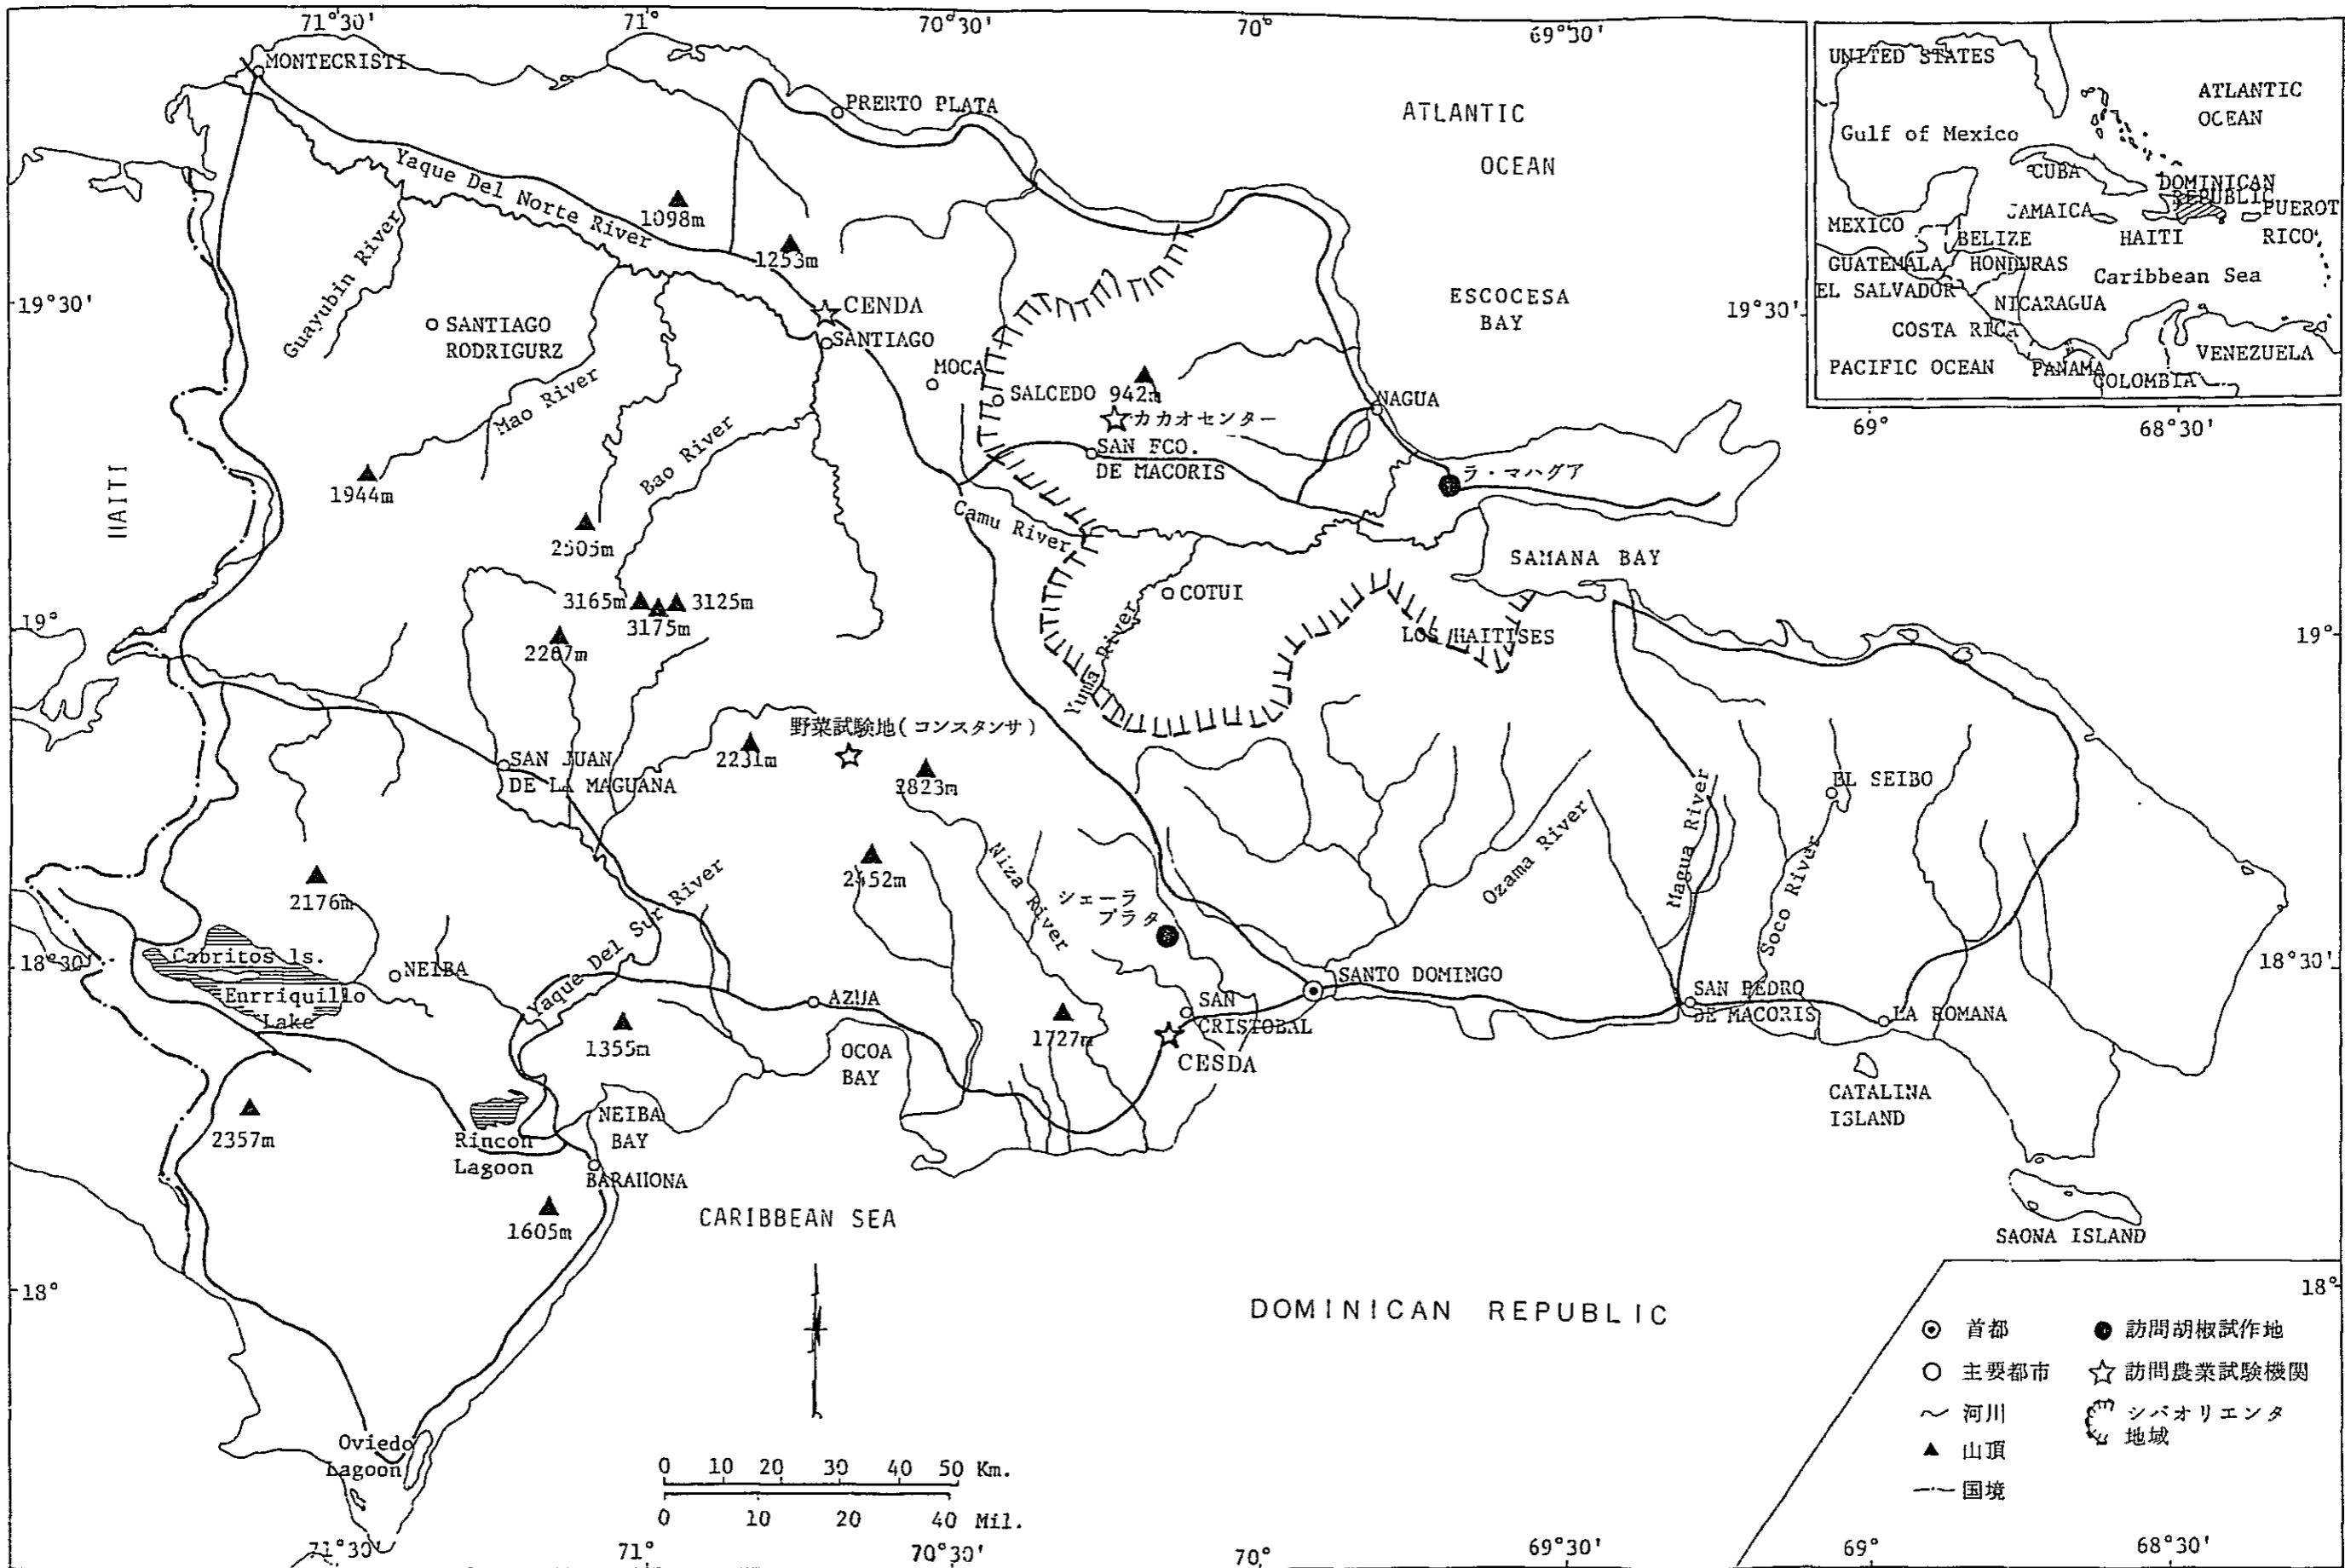 71°30'
71°
70°30'
70°
69°30'
MONTECRISTI
PRERTO PLATA
ATLANTIC
OCEAN
Yaque Del Norte River
1098m
1253m
Guayubin River
19°30'
CENDA
SANTIAGO
SANTIAGO
RODRIGURZ
MOCA
ESCOCESA
BAY
19°30'
Mao River
SALCEDO
942m
カカオセンター
NAGUA
SAN FCO.
DE MACORIS
ラ・マハグア
HAITI
1944m
Bao River
2505m
Camu River
SAMANA BAY
3165m
3125m
3175m
COTUI
19°
19°
LOS HAITISES
Yuna River
野菜試験地(コンスタンサ)
2231m
SAN JUAN
DE LA MAGUANA
2823m
EL SEIBO
2176m
2452m
Niza River
シェーラ
プラタ
Ozama River
Magua River
Soco River
Yaque Del Sur River
Cabritos Is.
18°30'
18°30'
NEIBA
Enrriquillo
Lake
AZUA
SANTO DOMINGO
SAN
CRISTOBAL
SAN PEDRO
DE MACORIS
LA ROMANA
1355m
OCOA
BAY
1727m
CESDA
CATALINA
ISLAND
2357m
Rincon
Lagoon
NEIBA
BAY
BARAHONA
1605m
CARIBBEAN SEA
SAONA ISLAND
18°
18°
DOMINICAN REPUBLIC
Oviedo
Lagoon
0 10 20 30 40 50 Km.
0 10 20 40 Mil.
71°30'
71°
70°30'
70°
69°30'
69°
68°30'
UNITED STATES
ATLANTIC
OCEAN
Gulf of Mexico
CUBA
DOMINICAN
REPUBLIC
JAMAICA
PUEROT
RICO
MEXICO
BELIZE
HAITI
GUATEMALA
HONDURAS
Caribbean Sea
EL SALVADOR
NICARAGUA
COSTA RICA
VENEZUELA
PACIFIC OCEAN
PANAMA
COLOMBIA
69°
68°30'
首都
主要都市
河川
山頂
国境
訪問胡椒試作地
訪問農業試験機関
シバオリエンタ
地域